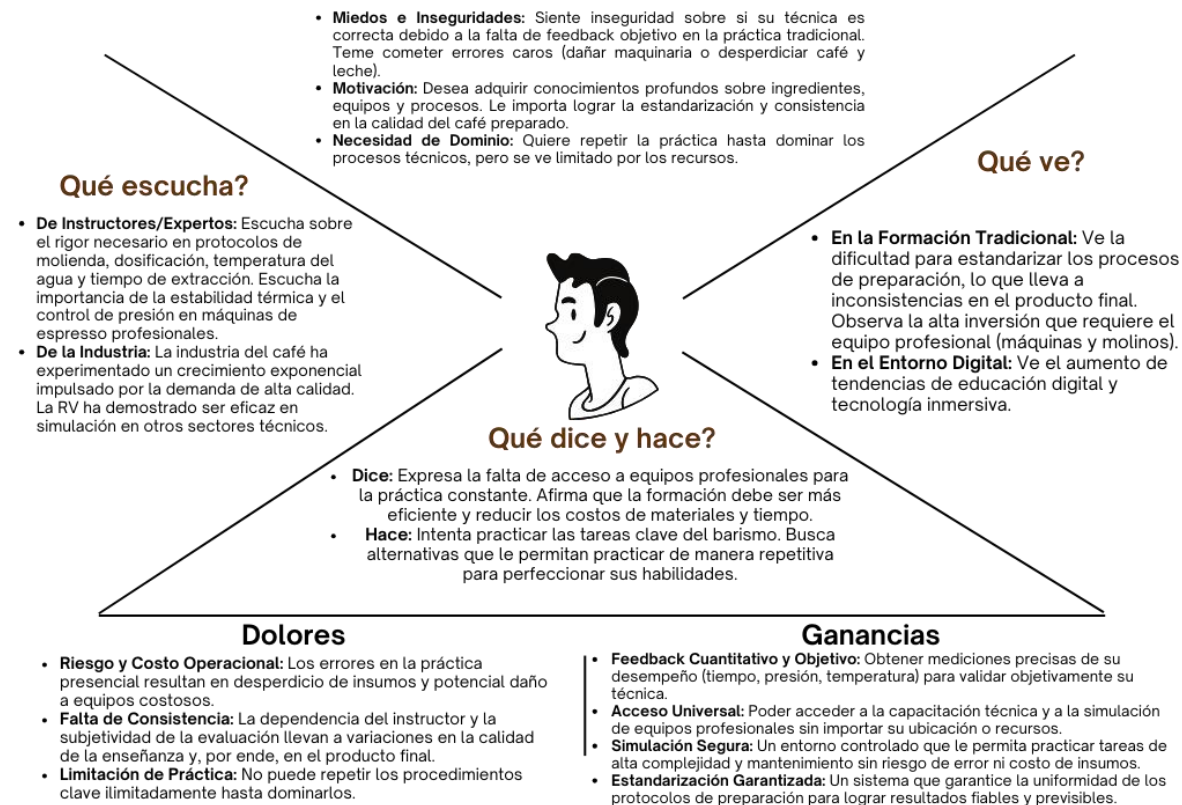 • Miedos e Inseguridades: Siente inseguridad sobre si su técnica es
correcta debido a la falta de feedback objetivo en la práctica tradicional.
Teme cometer errores caros (dañar maquinaria o desperdiciar café y
leche).
• Motivación: Desea adquirir conocimientos profundos sobre ingredientes,
equipos y procesos. Le importa lograr la estandarización y consistencia
en la calidad del café preparado.
• Necesidad de Dominio: Quiere repetir la práctica hasta dominar los
procesos técnicos, pero se ve limitado por los recursos.
Qué escucha?
• De Instructores/Expertos: Escucha sobre
el rigor necesario en protocolos de
molienda, dosificación, temperatura del
agua y tiempo de extracción. Escucha la
importancia de la estabilidad térmica y el
control de presión en máquinas de
espresso profesionales.
• De la Industria: La industria del café ha
experimentado un crecimiento exponencial
impulsado por la demanda de alta calidad.
La RV ha demostrado ser eficaz en
simulación en otros sectores técnicos.
Qué ve?
• En la Formación Tradicional: Ve la
dificultad para estandarizar los procesos
de preparación, lo que lleva a
inconsistencias en el producto final.
Observa la alta inversión que requiere el
equipo profesional (máquinas y molinos).
• En el Entorno Digital: Ve el aumento de
tendencias de educación digital y
tecnología inmersiva.
Qué dice y hace?
• Dice: Expresa la falta de acceso a equipos profesionales para
la práctica constante. Afirma que la formación debe ser más
eficiente y reducir los costos de materiales y tiempo.
• Hace: Intenta practicar las tareas clave del barismo. Busca
alternativas que le permitan practicar de manera repetitiva
para perfeccionar sus habilidades.
Dolores
• Riesgo y Costo Operacional: Los errores en la práctica
presencial resultan en desperdicio de insumos y potencial daño
a equipos costosos.
• Falta de Consistencia: La dependencia del instructor y la
subjetividad de la evaluación llevan a variaciones en la calidad
de la enseñanza y, por ende, en el producto final.
• Limitación de Práctica: No puede repetir los procedimientos
clave ilimitadamente hasta dominarlos.
Ganancias
• Feedback Cuantitativo y Objetivo: Obtener mediciones precisas de su
desempeño (tiempo, presión, temperatura) para validar objetivamente su
técnica.
• Acceso Universal: Poder acceder a la capacitación técnica y a la simulación
de equipos profesionales sin importar su ubicación o recursos.
• Simulación Segura: Un entorno controlado que le permita practicar tareas de
alta complejidad y mantenimiento sin riesgo de error ni costo de insumos.
• Estandarización Garantizada: Un sistema que garantice la uniformidad de los
protocolos de preparación para lograr resultados fiables y previsibles.